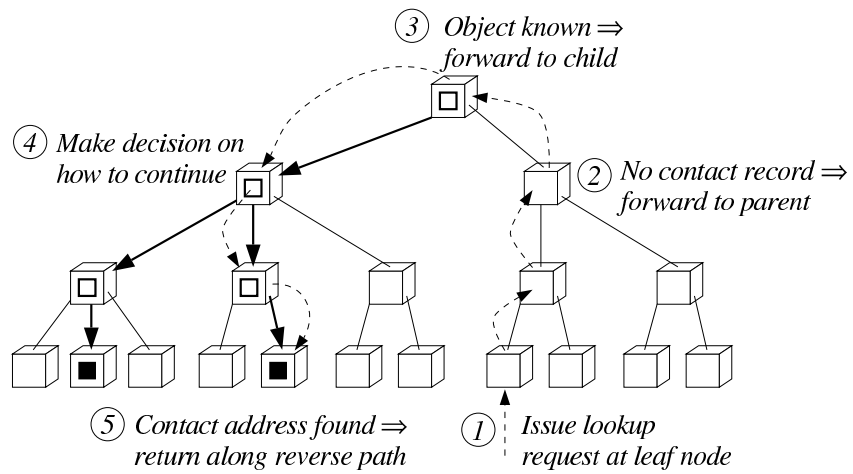 3 Object known ⇒
forward to child
4 Make decision on
how to continue
2 No contact record ⇒
forward to parent
5 Contact address found ⇒
return along reverse path
1 Issue lookup
request at leaf node